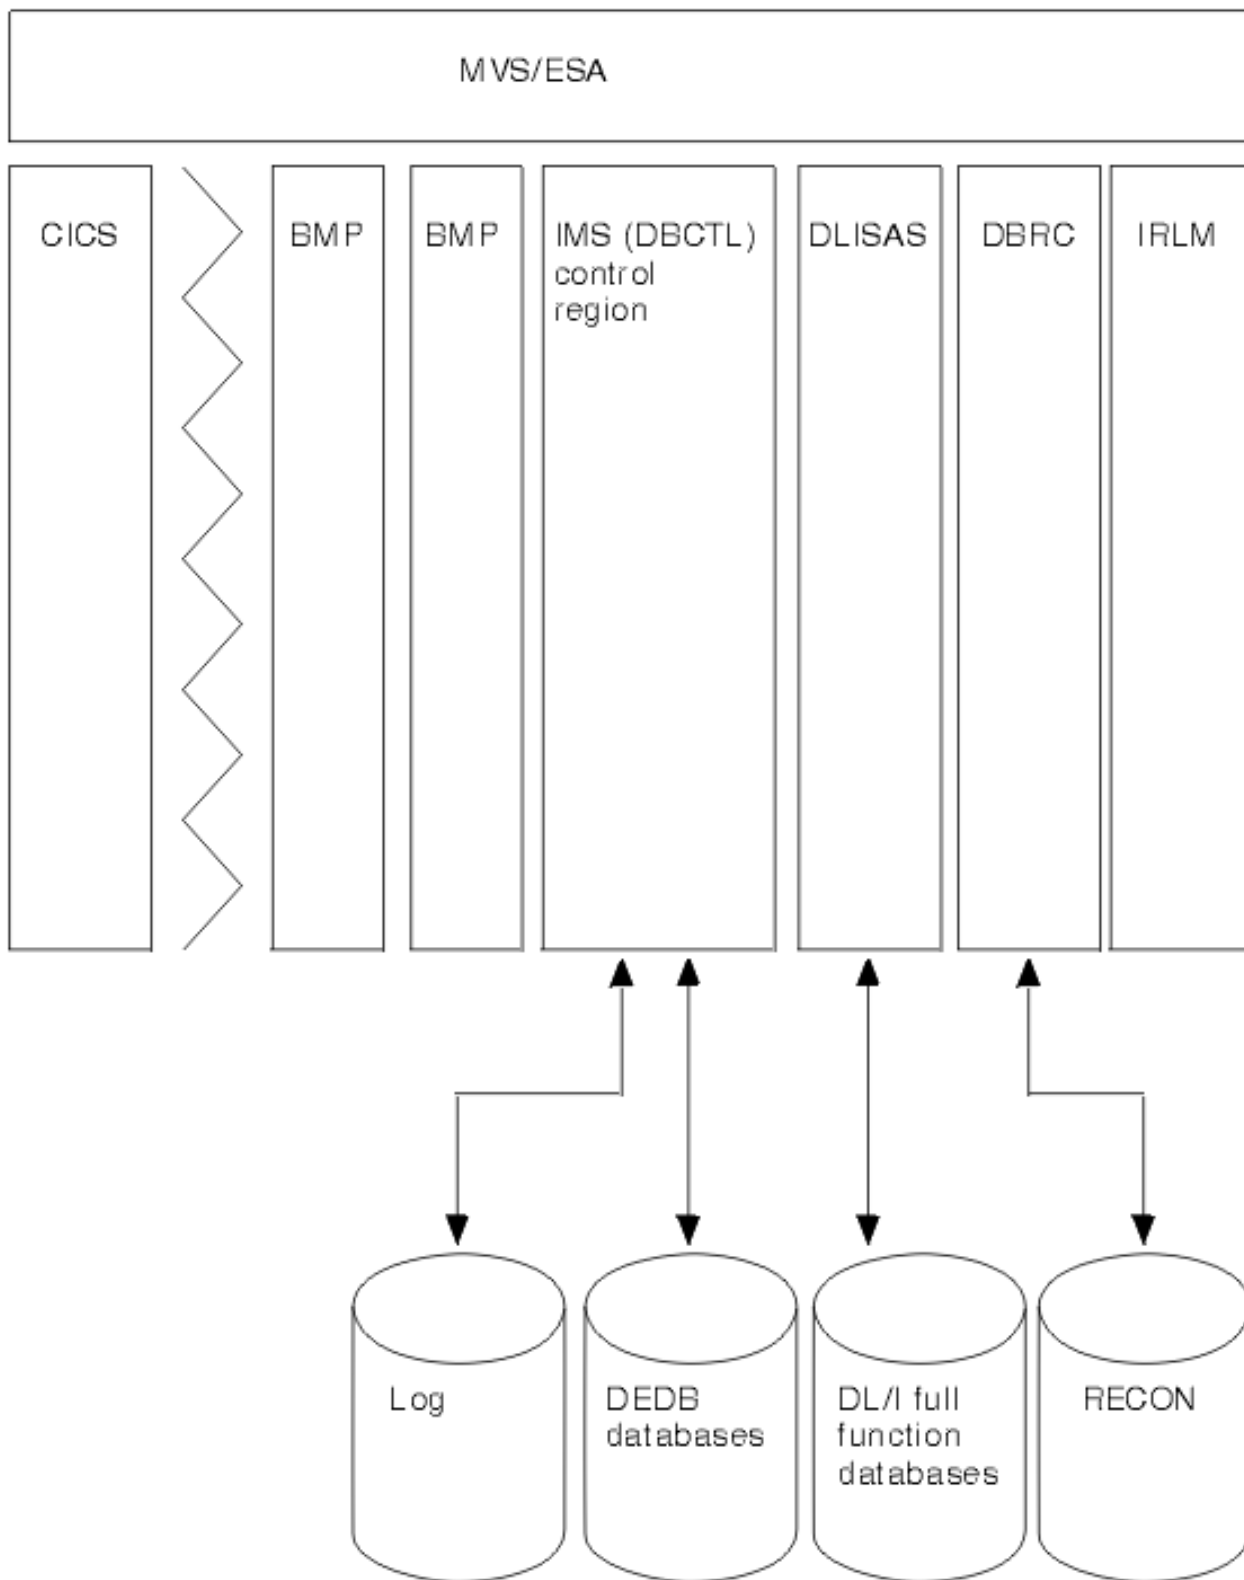 MVS/ESA
CICS
BMP
BMP
IMS (DBCTL)
control
region
DLISAS
DBRC
IRLM
Log
DEDB
databases
DL/I full
function
databases
RECON